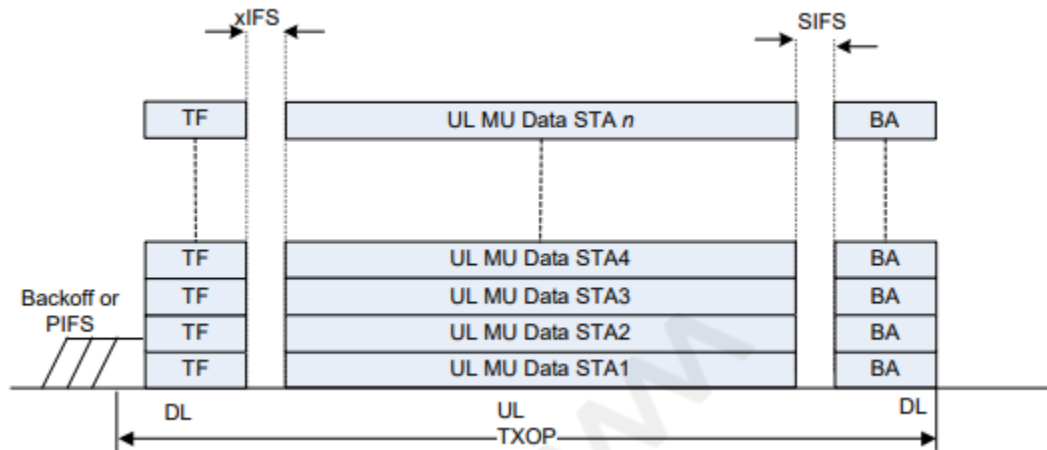 xIFS
SIFS
TF UL MU Data STA n BA
TF UL MU Data STA4 BA
TF UL MU Data STA3 BA
Backoff or
PIFS
TF UL MU Data STA2 BA
TF UL MU Data STA1 BA
DL UL DL
TXOP